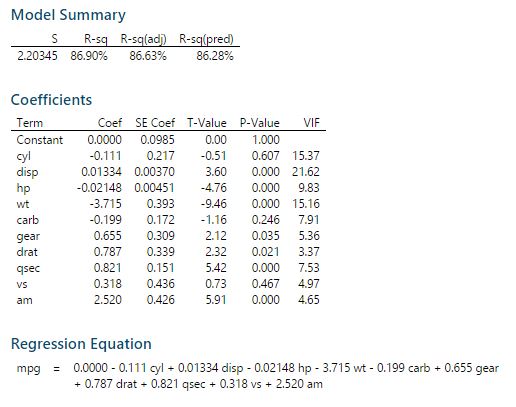 Model Summary
S R-sq R-sq(adj) R-sq(pred)
2.20345 86.90% 86.63% 86.28%
Coefficients
Term Coef SE Coef T-Value P-Value VIF
Constant 0.0000 0.0985 0.00 1.000
cyl -0.111 0.217 -0.51 0.607 15.37
disp 0.01334 0.00370 3.60 0.000 21.62
hp -0.02148 0.00451 -4.76 0.000 9.83
wt -3.715 0.393 -9.46 0.000 15.16
carb -0.199 0.172 -1.16 0.246 7.91
gear 0.655 0.309 2.12 0.035 5.36
drat 0.787 0.339 2.32 0.021 3.37
qsec 0.821 0.151 5.42 0.000 7.53
vs 0.318 0.436 0.73 0.467 4.97
am 2.520 0.426 5.91 0.000 4.65
Regression Equation
mpg = 0.0000 - 0.111 cyl + 0.01334 disp - 0.02148 hp - 3.715 wt - 0.199 carb + 0.655 gear
+ 0.787 drat + 0.821 qsec + 0.318 vs + 2.520 am